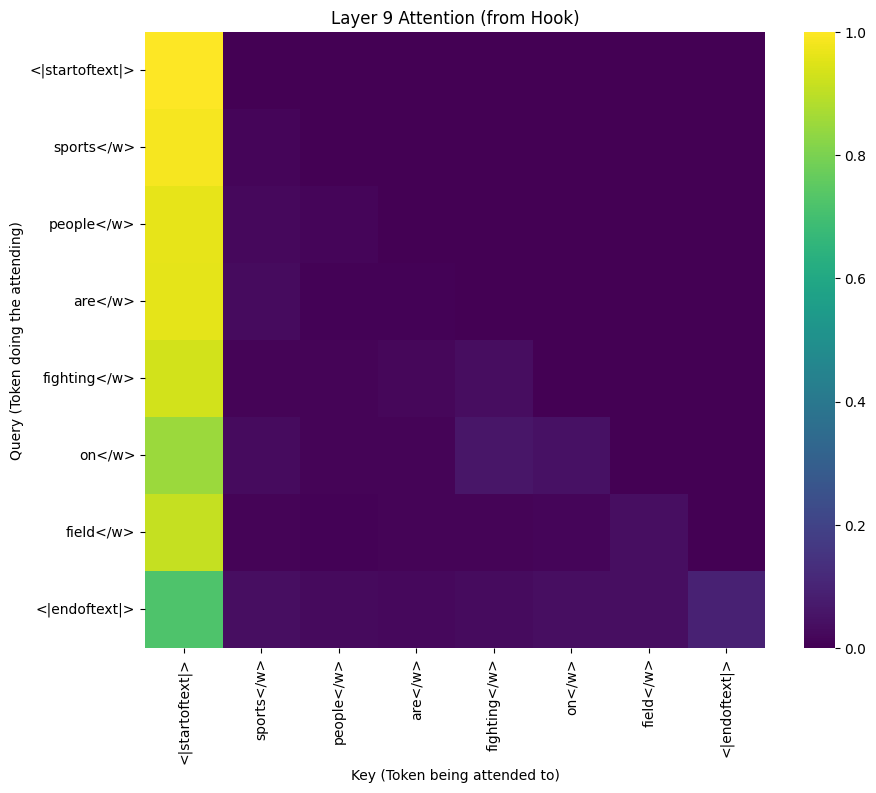 Layer 9 Attention (from Hook)
Query (Token doing the attending)
<|startoftext|>
sports</w>
people</w>
are</w>
fighting</w>
on</w>
field</w>
<|endoftext|>
1.0
0.8
0.6
0.4
0.2
0.0
<|startoftext|>
sports</w>
people</w>
are</w>
fighting</w>
on</w>
field</w>
<|endoftext|>
Key (Token being attended to)